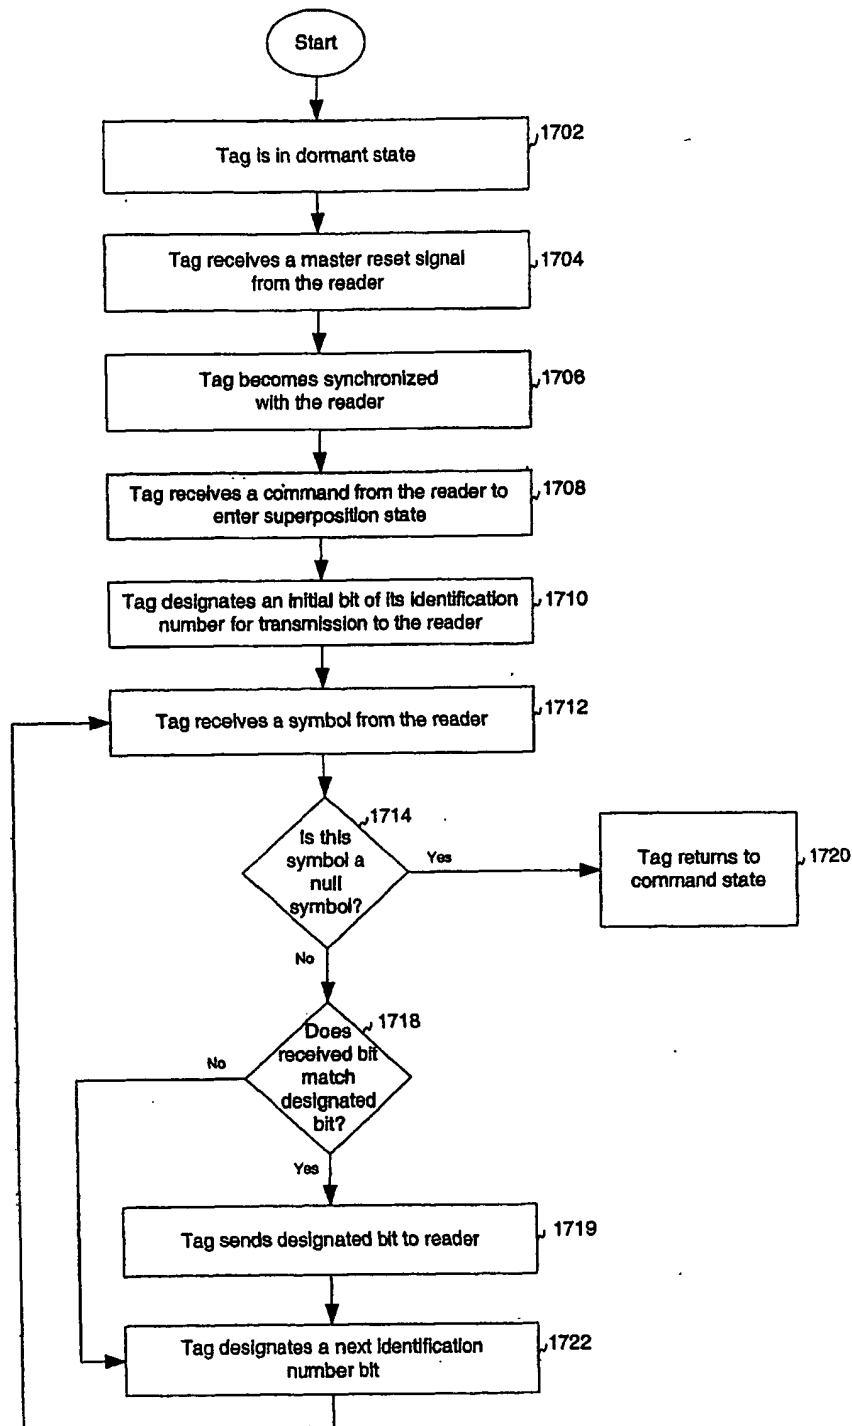 Start
Tag is in dormant state
1702
Tag receives a master reset signal
from the reader
1704
Tag becomes synchronized
with the reader
1706
Tag receives a command from the reader to
enter superposition state
1708
Tag designates an initial bit of its identification
number for transmission to the reader
1710
Tag receives a symbol from the reader
1712
1714
Is this
symbol a
null
symbol?
Yes
Tag returns to
command state
1720
No
1718
Does
received bit
match
designated
bit?
No
Yes
Tag sends designated bit to reader
1719
Tag designates a next identification
number bit
1722